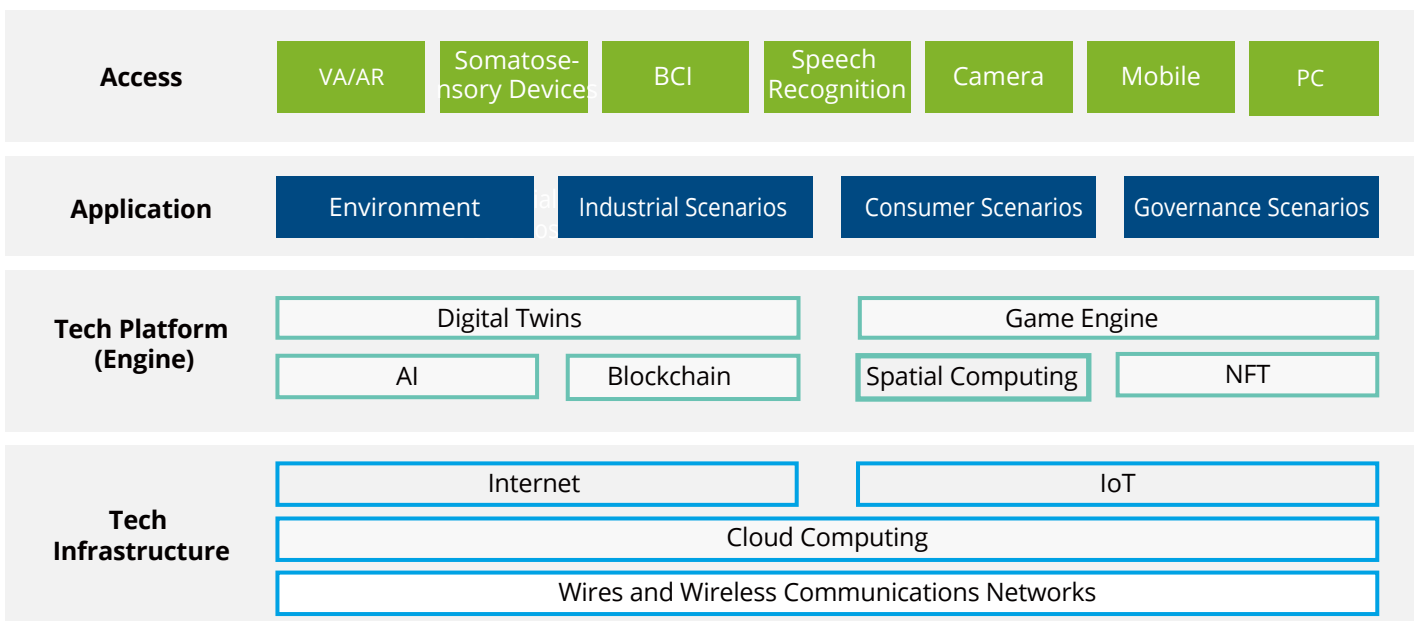 Access
VA/AR
Somatose-
nsory Devices
BCI
Speech
Recognition
Camera
Mobile
PC
Application
Environment
Industrial Scenarios
Consumer Scenarios
Governance Scenarios
Tech Platform
(Engine)
Digital Twins
Game Engine
AI
Blockchain
Spatial Computing
NFT
Tech
Infrastructure
Internet
IoT
Cloud Computing
Wires and Wireless Communications Networks